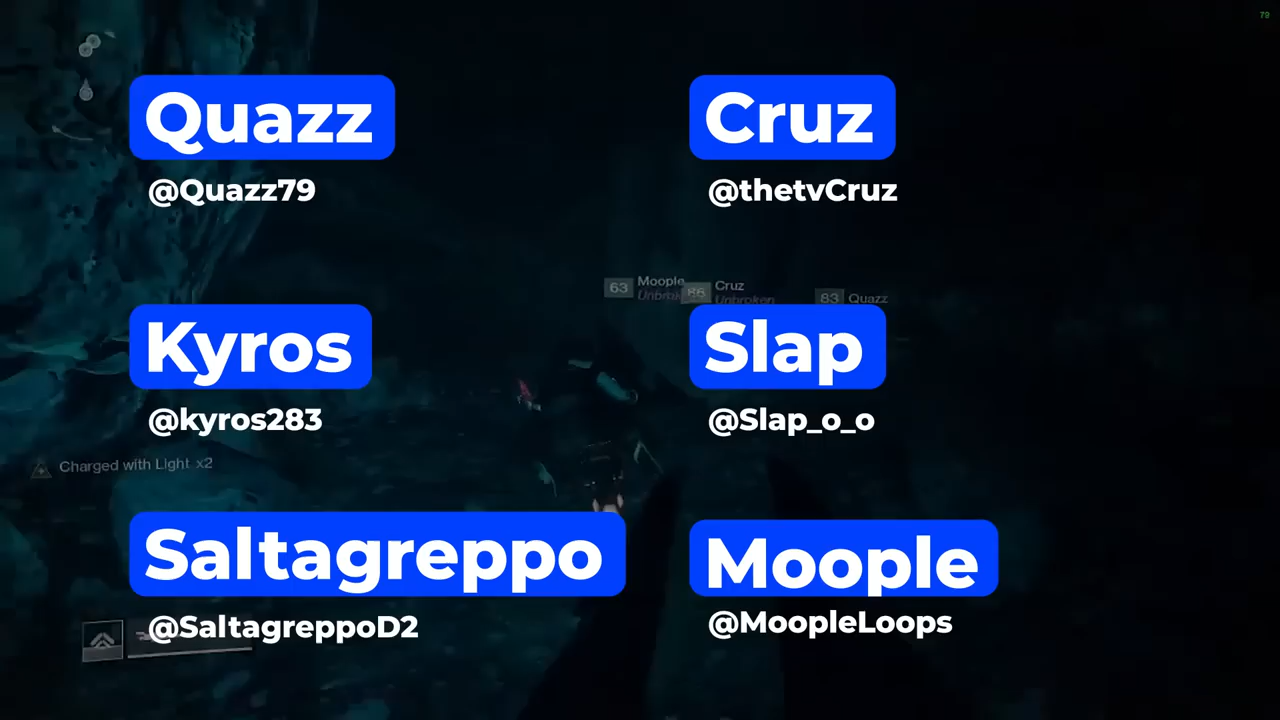 79
Quazz
@Quazz79
Cruz
@thetvCruz
63 Moople
86 Cruz
Unbroken
83 Quazz
Kyros
@kyros283
Slap
@Slap_o_o
Charged with Light x2
Saltagreppo
@SaltagreppoD2
Moople
@MoopleLoops